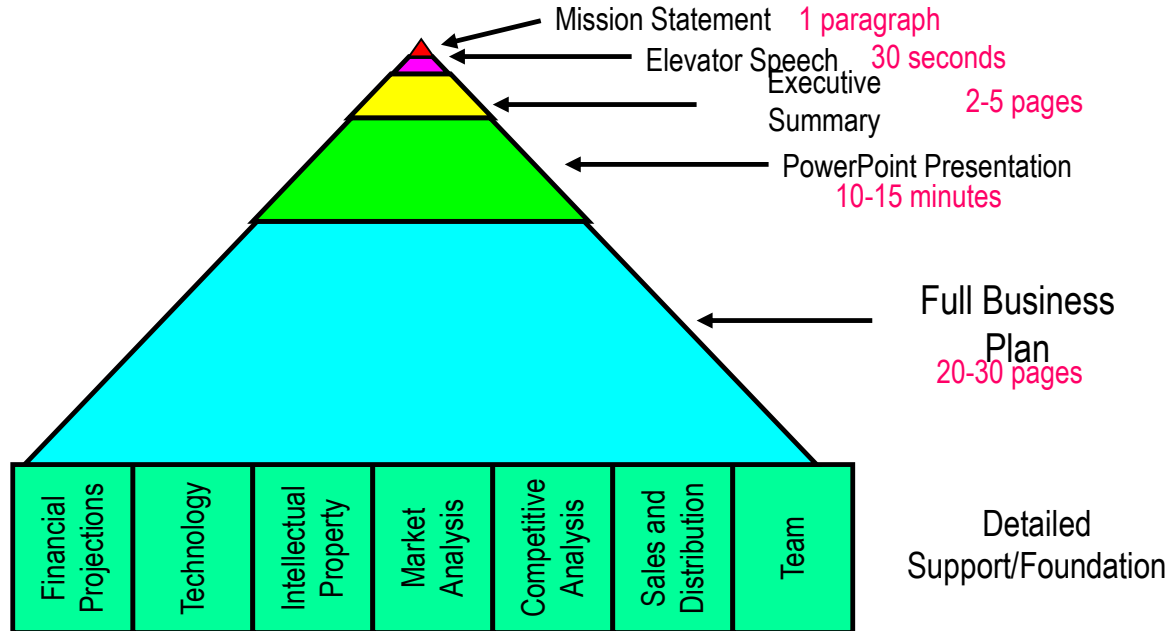 Mission Statement 1 paragraph
Elevator Speech 30 seconds
Executive
Summary
2-5 pages
PowerPoint Presentation
10-15 minutes
Full Business
Plan
20-30 pages
Financial
Projections
Technology
Intellectual
Property
Market
Analysis
Competitive
Analysis
Sales and
Distribution
Team
Detailed
Support/Foundation